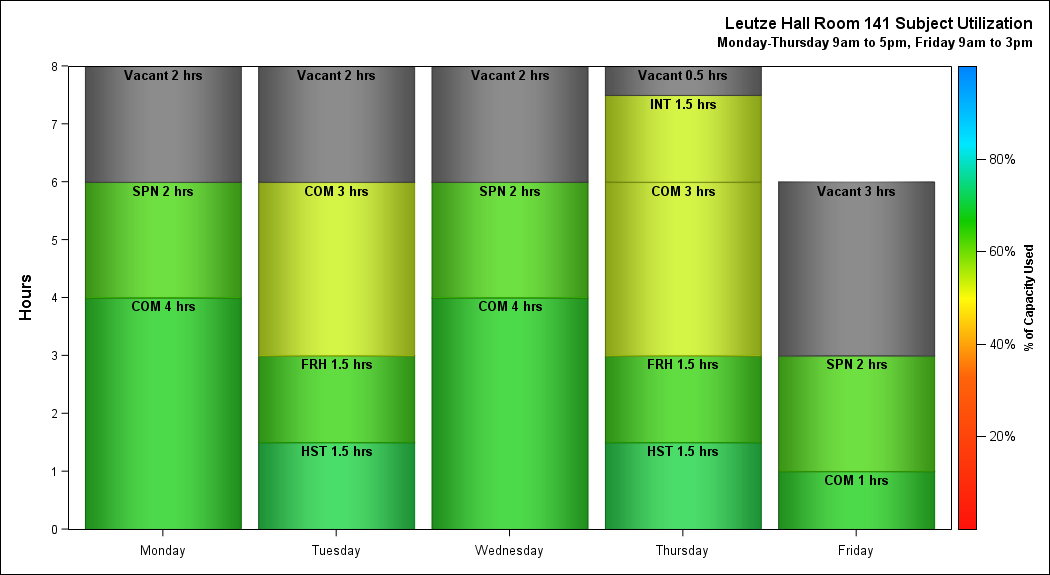 Leutze Hall Room 141 Subject Utilization
Monday-Thursday 9am to 5pm, Friday 9am to 3pm
Hours
8
7
6
5
4
3
2
1
0
Vacant 2 hrs
SPN 2 hrs
COM 4 hrs
Vacant 2 hrs
COM 3 hrs
FRH 1.5 hrs
HST 1.5 hrs
Vacant 2 hrs
SPN 2 hrs
COM 4 hrs
Vacant 0.5 hrs
INT 1.5 hrs
COM 3 hrs
FRH 1.5 hrs
HST 1.5 hrs
Vacant 3 hrs
SPN 2 hrs
COM 1 hrs
Monday Tuesday Wednesday Thursday Friday
80%
60%
40%
20%
% of Capacity Used